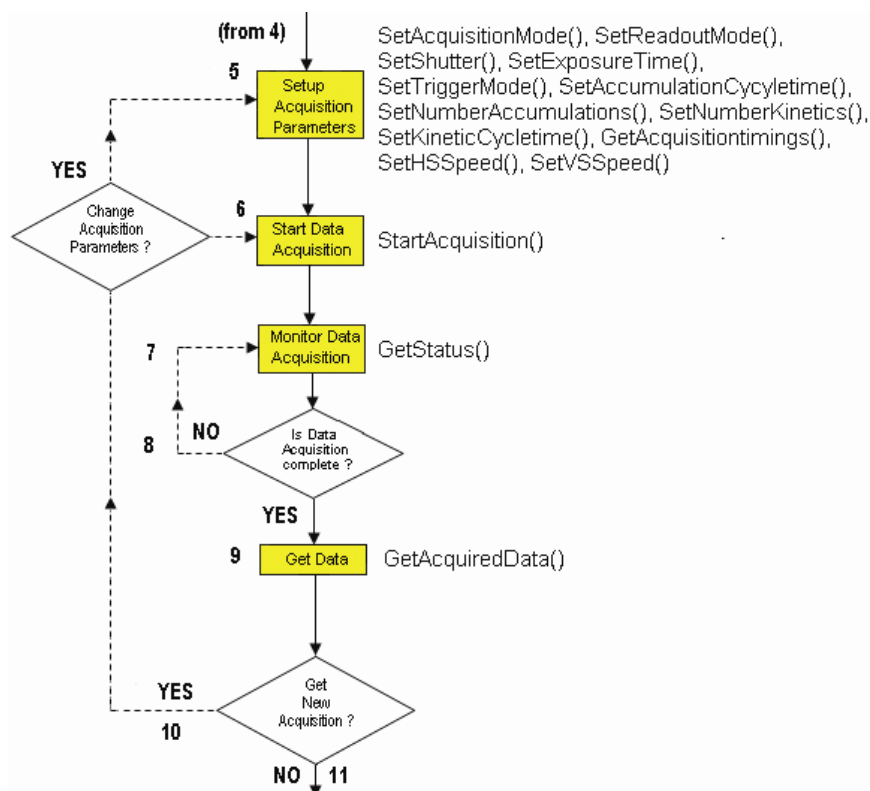 (from 4)
SetAcquisitionMode(), SetReadoutMode(),
SetShutter(), SetExposureTime(),
SetTriggerMode(), SetAccumulationCycyletime(),
SetNumberAccumulations(), SetNumberKinetics(),
SetKineticCycletime(), GetAcquisitiontimings(),
SetHSSpeed(), SetVSSpeed()
5
Setup
Acquisition
Parameters
YES
Change
Acquisition
Parameters ?
6
Start Data
Acquisition
StartAcquisition()
7
Monitor Data
Acquisition
GetStatus()
8
NO
Is Data
Acquisition
complete ?
YES
9
Get Data
GetAcquiredData()
YES
10
Get
New
Acquisition ?
NO
11